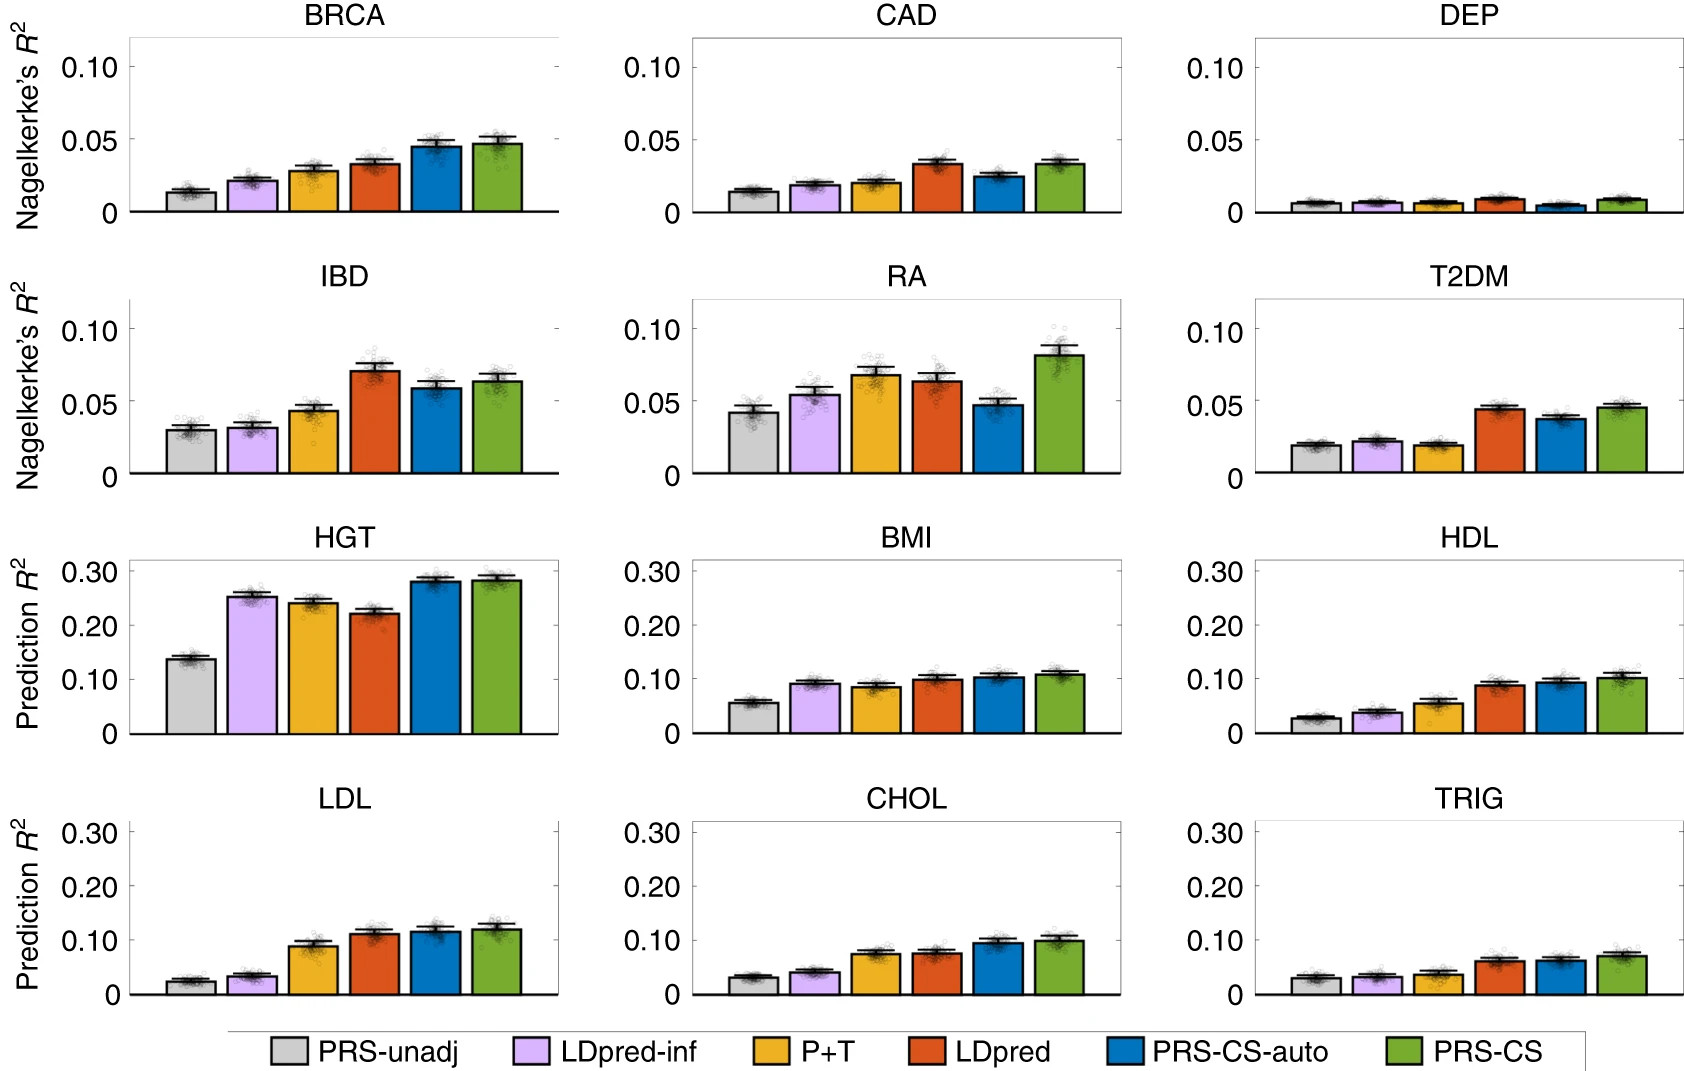 BRCA
CAD
DEP
Nagelkerke's R²
0.10
0.05
0
0.10
0.05
0
0.10
0.05
0
IBD
RA
T2DM
Nagelkerke's R²
0.10
0.05
0
0.10
0.05
0
0.10
0.05
0
HGT
BMI
HDL
Prediction R²
0.30
0.20
0.10
0
0.30
0.20
0.10
0
0.30
0.20
0.10
0
LDL
CHOL
TRIG
Prediction R²
0.30
0.20
0.10
0
0.30
0.20
0.10
0
0.30
0.20
0.10
0
PRS-unadj LDpred-inf P+T LDpred PRS-CS-auto PRS-CS